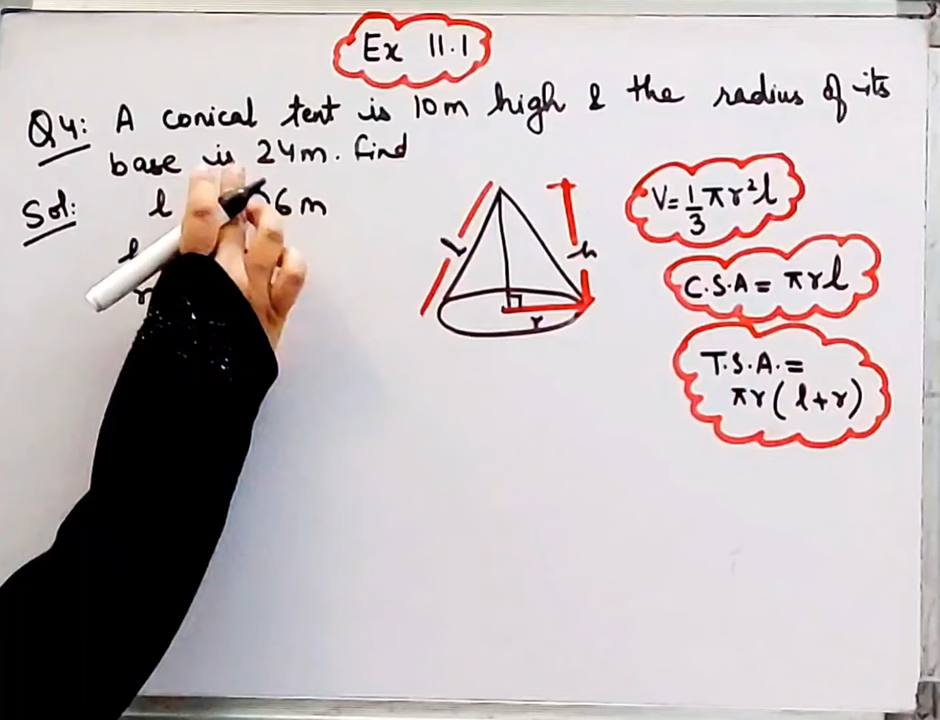 Ex 11.1
Q4: A conical tent is 10m high & the radius of its
base is 24m. find
Sol: l 6m
l
r
l
h
r
V = 1/3 πr²l
C.S.A = πrl
T.S.A. =
πr(l+r)